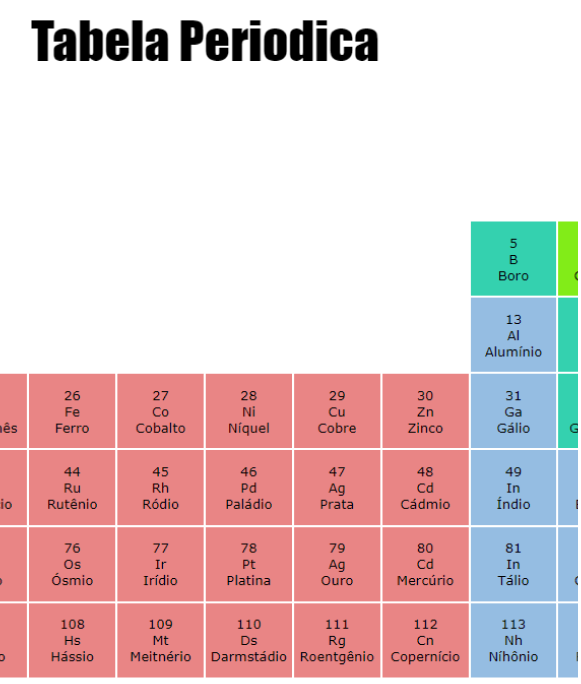 Tabela Periodica
5
B
Boro
13
Al
Alumínio
26
Fe
Ferro
27
Co
Cobalto
28
Ni
Níquel
29
Cu
Cobre
30
Zn
Zinco
31
Ga
Gálio
44
Ru
Rutênio
45
Rh
Ródio
46
Pd
Paládio
47
Ag
Prata
48
Cd
Cádmio
49
In
Índio
76
Os
Ósmio
77
Ir
Irídio
78
Pt
Platina
79
Ag
Ouro
80
Cd
Mercúrio
81
In
Tálio
108
Hs
Hássio
109
Mt
Meitnério
110
Ds
Darmstádio
111
Rg
Roentgênio
112
Cn
Copernício
113
Nh
Níhônio